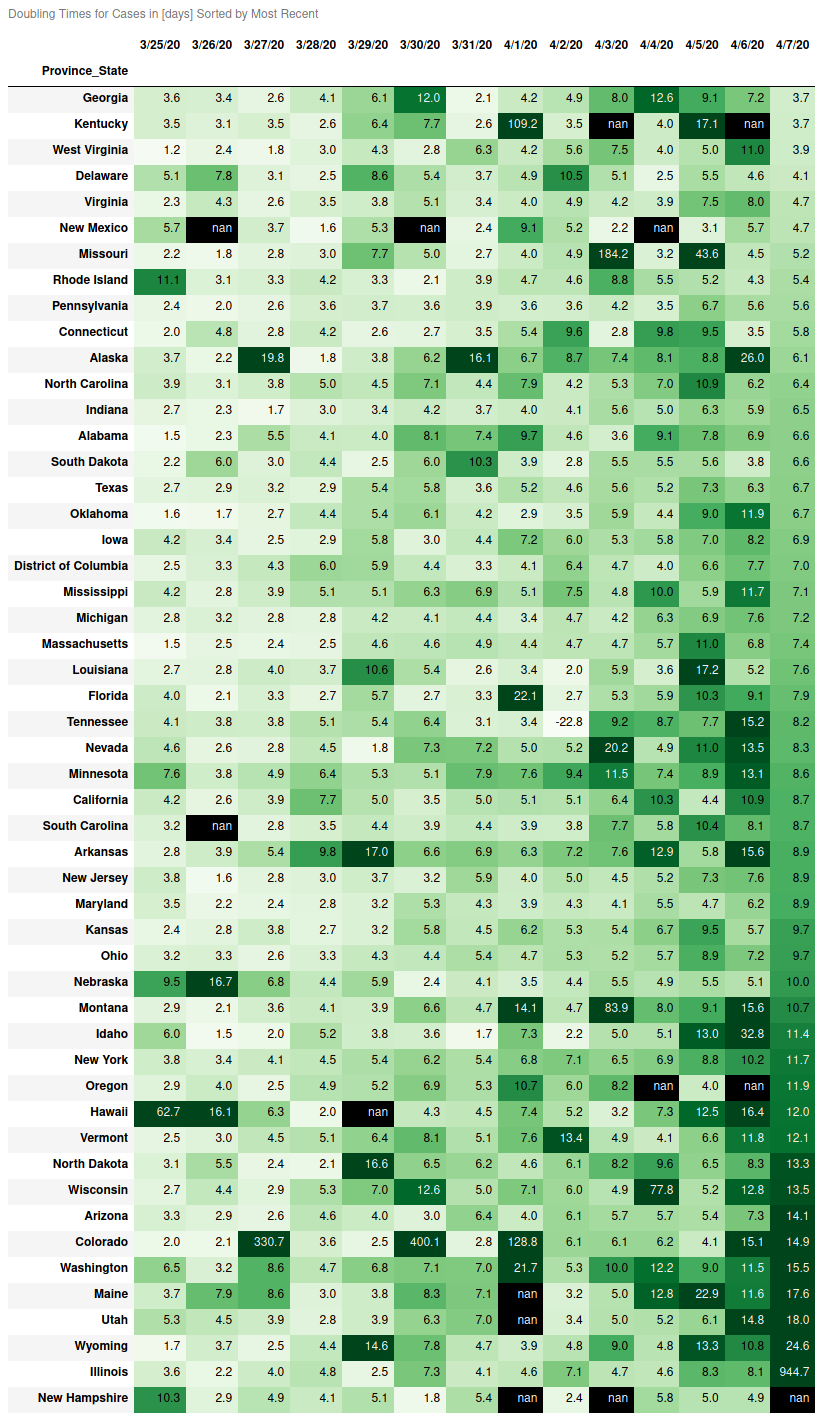 Doubling Times for Cases in [days] Sorted by Most Recent
3/25/20 3/26/20 3/27/20 3/28/20 3/29/20 3/30/20 3/31/20 4/1/20 4/2/20 4/3/20 4/4/20 4/5/20 4/6/20 4/7/20
Province_State
Georgia 3.6 3.4 2.6 4.1 6.1 12.0 2.1 4.2 4.9 8.0 12.6 9.1 7.2 3.7
Kentucky 3.5 3.1 3.5 2.6 6.4 7.7 2.6 109.2 3.5 nan 4.0 17.1 nan 3.7
West Virginia 1.2 2.4 1.8 3.0 4.3 2.8 6.3 4.2 5.6 7.5 4.0 5.0 11.0 3.9
Delaware 5.1 7.8 3.1 2.5 8.6 5.4 3.7 4.9 10.5 5.1 2.5 5.5 4.6 4.1
Virginia 2.3 4.3 2.6 3.5 3.8 5.1 3.4 4.0 4.9 4.2 3.9 7.5 8.0 4.7
New Mexico 5.7 nan 3.7 1.6 5.3 nan 2.4 9.1 5.2 2.2 nan 3.1 5.7 4.7
Missouri 2.2 1.8 2.8 3.0 7.7 5.0 2.7 4.0 4.9 184.2 3.2 43.6 4.5 5.2
Rhode Island 11.1 3.1 3.3 4.2 3.3 2.1 3.9 4.7 4.6 8.8 5.5 5.2 4.3 5.4
Pennsylvania 2.4 2.0 2.6 3.6 3.7 3.6 3.9 3.6 3.6 4.2 3.5 6.7 5.6 5.6
Connecticut 2.0 4.8 2.8 4.2 2.6 2.7 3.5 5.4 9.6 2.8 9.8 9.5 3.5 5.8
Alaska 3.7 2.2 19.8 1.8 3.8 6.2 16.1 6.7 8.7 7.4 8.1 8.8 26.0 6.1
North Carolina 3.9 3.1 3.8 5.0 4.5 7.1 4.4 7.9 4.2 5.3 7.0 10.9 6.2 6.4
Indiana 2.7 2.3 1.7 3.0 3.4 4.2 3.7 4.0 4.1 5.6 5.0 6.3 5.9 6.5
Alabama 1.5 2.3 5.5 4.1 4.0 8.1 7.4 9.7 4.6 3.6 9.1 7.8 6.9 6.6
South Dakota 2.2 6.0 3.0 4.4 2.5 6.0 10.3 3.9 2.8 5.5 5.5 5.6 3.8 6.6
Texas 2.7 2.9 3.2 2.9 5.4 5.8 3.6 5.2 4.6 5.6 5.2 7.3 6.3 6.7
Oklahoma 1.6 1.7 2.7 4.4 5.4 6.1 4.2 2.9 3.5 5.9 4.4 9.0 11.9 6.7
Iowa 4.2 3.4 2.5 2.9 5.8 3.0 4.4 7.2 6.0 5.3 5.8 7.0 8.2 6.9
District of Columbia 2.5 3.3 4.3 6.0 5.9 4.4 3.3 4.1 6.4 4.7 4.0 6.6 7.7 7.0
Mississippi 4.2 2.8 3.9 5.1 5.1 6.3 6.9 5.1 7.5 4.8 10.0 5.9 11.7 7.1
Michigan 2.8 3.2 2.8 2.8 4.2 4.1 4.4 3.4 4.7 4.2 6.3 6.9 7.6 7.2
Massachusetts 1.5 2.5 2.4 2.5 4.6 4.6 4.9 4.4 4.7 4.7 5.7 11.0 6.8 7.4
Louisiana 2.7 2.8 4.0 3.7 10.6 5.4 2.6 3.4 2.0 5.9 3.6 17.2 5.2 7.6
Florida 4.0 2.1 3.3 2.7 5.7 2.7 3.3 22.1 2.7 5.3 5.9 10.3 9.1 7.9
Tennessee 4.1 3.8 3.8 5.1 5.4 6.4 3.1 3.4 -22.8 9.2 8.7 7.7 15.2 8.2
Nevada 4.6 2.6 2.8 4.5 1.8 7.3 7.2 5.0 5.2 20.2 4.9 11.0 13.5 8.3
Minnesota 7.6 3.8 4.9 6.4 5.3 5.1 7.9 7.6 9.4 11.5 7.4 8.9 13.1 8.6
California 4.2 2.6 3.9 7.7 5.0 3.5 5.0 5.1 5.1 6.4 10.3 4.4 10.9 8.7
South Carolina 3.2 nan 2.8 3.5 4.4 3.9 4.4 3.9 3.8 7.7 5.8 10.4 8.1 8.7
Arkansas 2.8 3.9 5.4 9.8 17.0 6.6 6.9 6.3 7.2 7.6 12.9 5.8 15.6 8.9
New Jersey 3.8 1.6 2.8 3.0 3.7 3.2 5.9 4.0 5.0 4.5 5.2 7.3 7.6 8.9
Maryland 3.5 2.2 2.4 2.8 3.2 5.3 4.3 3.9 4.3 4.1 5.5 4.7 6.2 8.9
Kansas 2.4 2.8 3.8 2.7 3.2 5.8 4.5 6.2 5.3 5.4 6.7 9.5 5.7 9.7
Ohio 3.2 3.3 2.6 3.3 4.3 4.4 5.4 4.7 5.3 5.2 5.7 8.9 7.2 9.7
Nebraska 9.5 16.7 6.8 4.4 5.9 2.4 4.1 3.5 4.4 5.5 4.9 5.5 5.1 10.0
Montana 2.9 2.1 3.6 4.1 3.9 6.6 4.7 14.1 4.7 83.9 8.0 9.1 15.6 10.7
Idaho 6.0 1.5 2.0 5.2 3.8 3.6 1.7 7.3 2.2 5.0 5.1 13.0 32.8 11.4
New York 3.8 3.4 4.1 4.5 5.4 6.2 5.4 6.8 7.1 6.5 6.9 8.8 10.2 11.7
Oregon 2.9 4.0 2.5 4.9 5.2 6.9 5.3 10.7 6.0 8.2 nan 4.0 nan 11.9
Hawaii 62.7 16.1 6.3 2.0 nan 4.3 4.5 7.4 5.2 3.2 7.3 12.5 16.4 12.0
Vermont 2.5 3.0 4.5 5.1 6.4 8.1 5.1 7.6 13.4 4.9 4.1 6.6 11.8 12.1
North Dakota 3.1 5.5 2.4 2.1 16.6 6.5 6.2 4.6 6.1 8.2 9.6 6.5 8.3 13.3
Wisconsin 2.7 4.4 2.9 5.3 7.0 12.6 5.0 7.1 6.0 4.9 77.8 5.2 12.8 13.5
Arizona 3.3 2.9 2.6 4.6 4.0 3.0 6.4 4.0 6.1 5.7 5.7 5.4 7.3 14.1
Colorado 2.0 2.1 330.7 3.6 2.5 400.1 2.8 128.8 6.1 6.1 6.2 4.1 15.1 14.9
Washington 6.5 3.2 8.6 4.7 6.8 7.1 7.0 21.7 5.3 10.0 12.2 9.0 11.5 15.5
Maine 3.7 7.9 8.6 3.0 3.8 8.3 7.1 nan 3.2 5.0 12.8 22.9 11.6 17.6
Utah 5.3 4.5 3.9 2.8 3.9 6.3 7.0 nan 3.4 5.0 5.2 6.1 14.8 18.0
Wyoming 1.7 3.7 2.5 4.4 14.6 7.8 4.7 3.9 4.8 9.0 4.8 13.3 10.8 24.6
Illinois 3.6 2.2 4.0 4.8 2.5 7.3 4.1 4.6 7.1 4.7 4.6 8.3 8.1 944.7
New Hampshire 10.3 2.9 4.9 4.1 5.1 1.8 5.4 nan 2.4 nan 5.8 5.0 4.9 nan